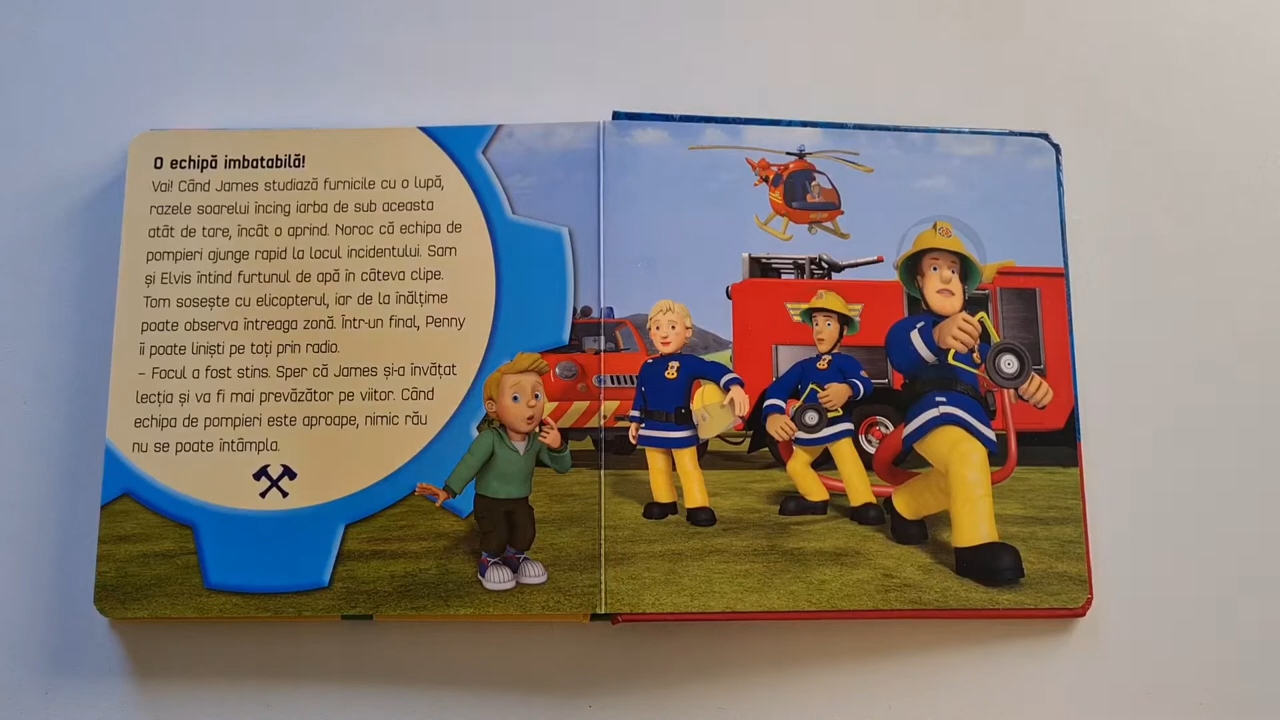 O echipă imbatabilă!
Vai! Când James studiază furnicile cu o lupă,
razele soarelui încing iarba de sub aceasta
atât de tare, încât o aprind. Noroc că echipa de
pompieri ajunge rapid la locul incidentului. Sam
și Elvis întind furtunul de apă în câteva clipe.
Tom sosește cu elicopterul, iar de la înălțime
poate observa întreaga zonă. Într-un final, Penny
îi poate liniști pe toți prin radio.
– Focul a fost stins. Sper că James și-a învățat
lecția și va fi mai prevăzător pe viitor. Când
echipa de pompieri este aproape, nimic rău
nu se poate întâmpla.